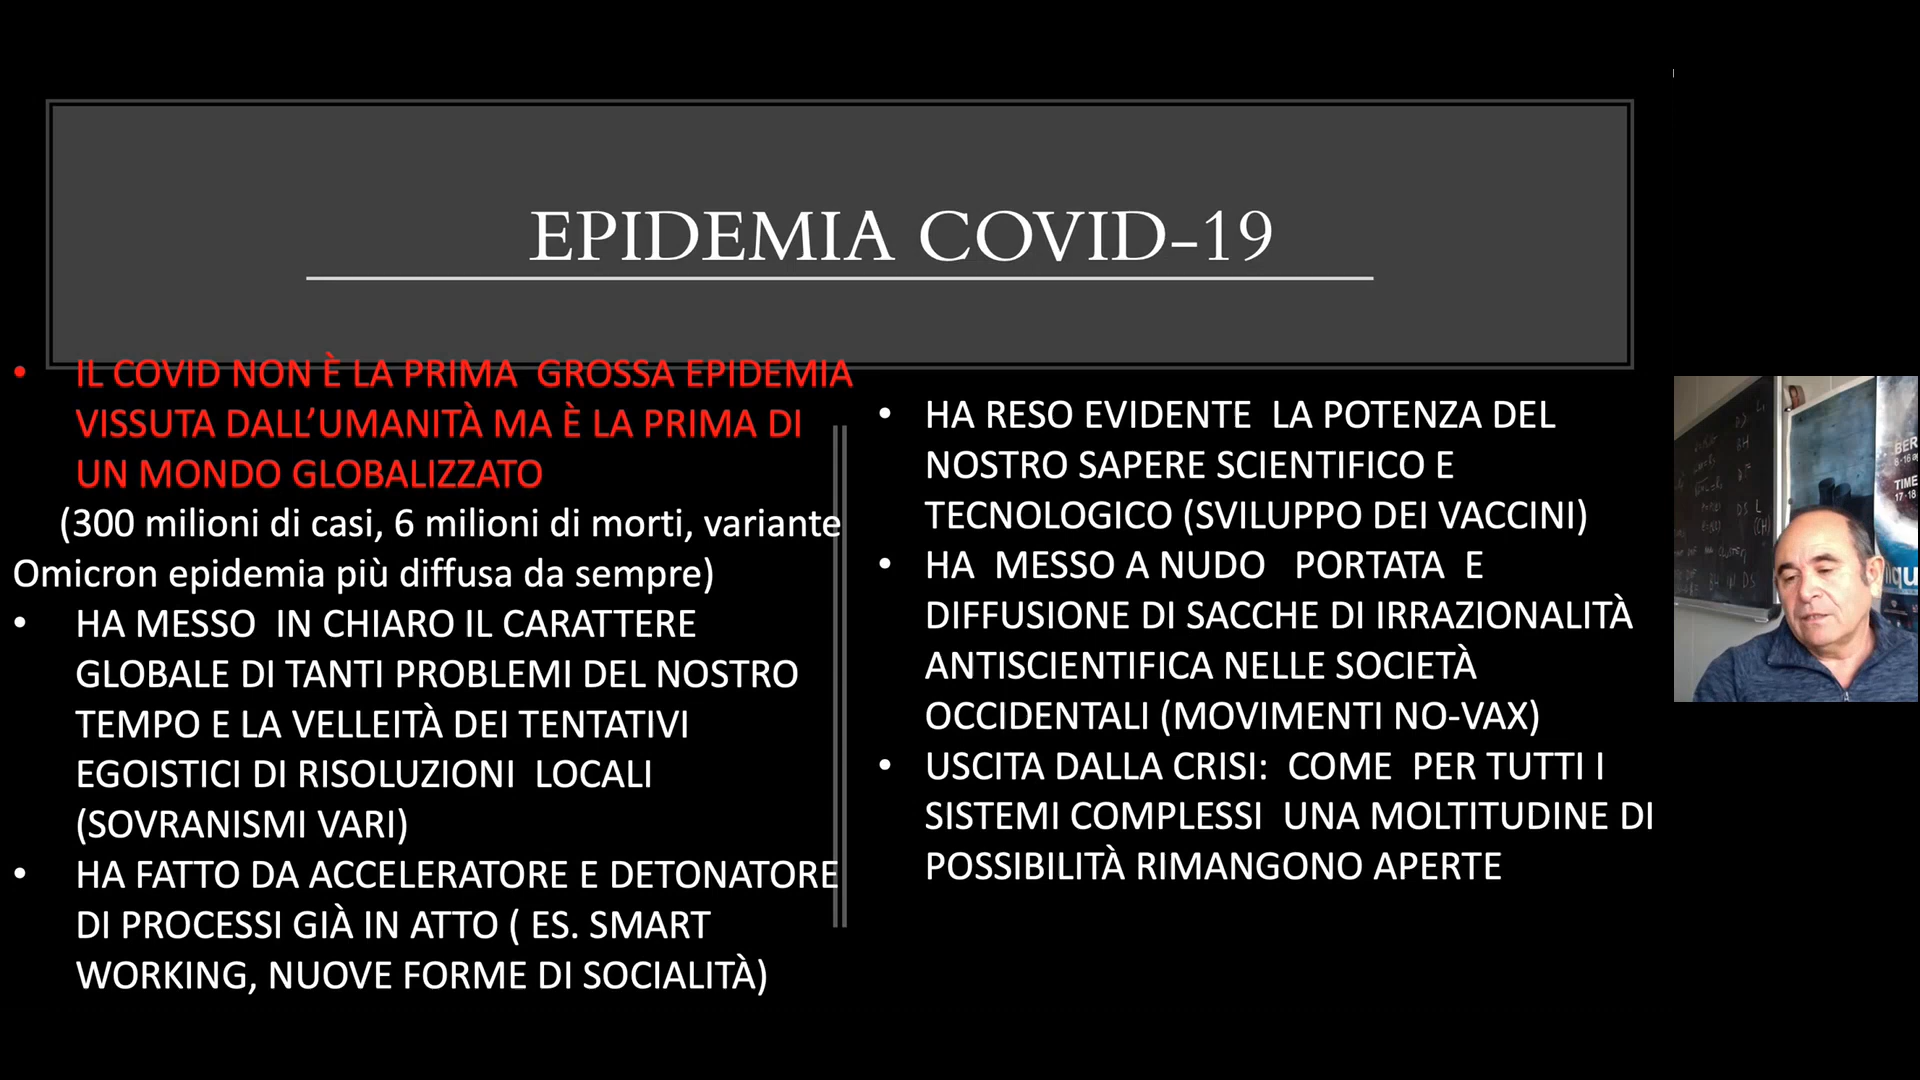 EPIDEMIA COVID-19
• IL COVID NON È LA PRIMA GROSSA EPIDEMIA
VISSUTA DALL’UMANITÀ MA È LA PRIMA DI
UN MONDO GLOBALIZZATO
(300 milioni di casi, 6 milioni di morti, variante
Omicron epidemia più diffusa da sempre)
• HA MESSO IN CHIARO IL CARATTERE
GLOBALE DI TANTI PROBLEMI DEL NOSTRO
TEMPO E LA VELLEITÀ DEI TENTATIVI
EGOISTICI DI RISOLUZIONI LOCALI
(SOVRANISMI VARI)
• HA FATTO DA ACCELERATORE E DETONATORE
DI PROCESSI GIÀ IN ATTO ( ES. SMART
WORKING, NUOVE FORME DI SOCIALITÀ)
• HA RESO EVIDENTE LA POTENZA DEL
NOSTRO SAPERE SCIENTIFICO E
TECNOLOGICO (SVILUPPO DEI VACCINI)
• HA MESSO A NUDO PORTATA E
DIFFUSIONE DI SACCHE DI IRRAZIONALITÀ
ANTISCIENTIFICA NELLE SOCIETÀ
OCCIDENTALI (MOVIMENTI NO-VAX)
• USCITA DALLA CRISI: COME PER TUTTI I
SISTEMI COMPLESSI UNA MOLTITUDINE DI
POSSIBILITÀ RIMANGONO APERTE
BER
TIME
17-18